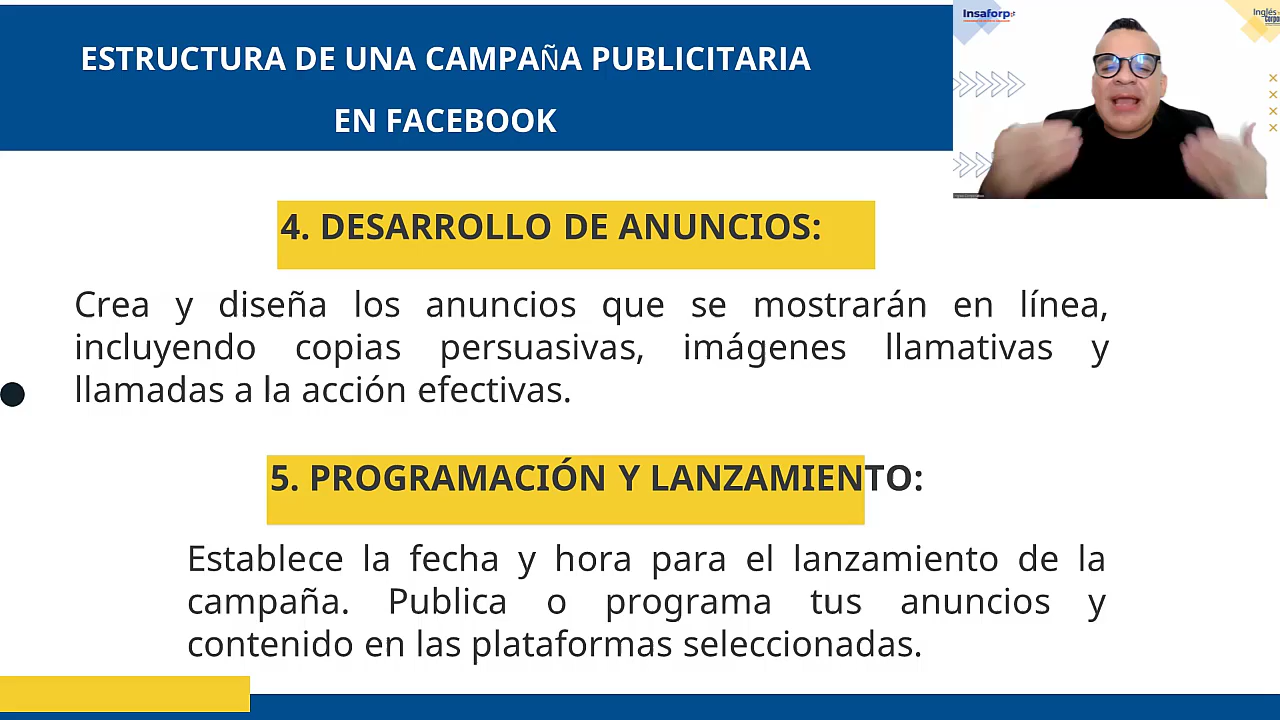 ESTRUCTURA DE UNA CAMPAÑA PUBLICITARIA
EN FACEBOOK
Insaforp
Inglés
Corpo
4. DESARROLLO DE ANUNCIOS:
Crea y diseña los anuncios que se mostrarán en línea,
incluyendo copias persuasivas, imágenes llamativas y
llamadas a la acción efectivas.
5. PROGRAMACIÓN Y LANZAMIENTO:
Establece la fecha y hora para el lanzamiento de la
campaña. Publica o programa tus anuncios y
contenido en las plataformas seleccionadas.